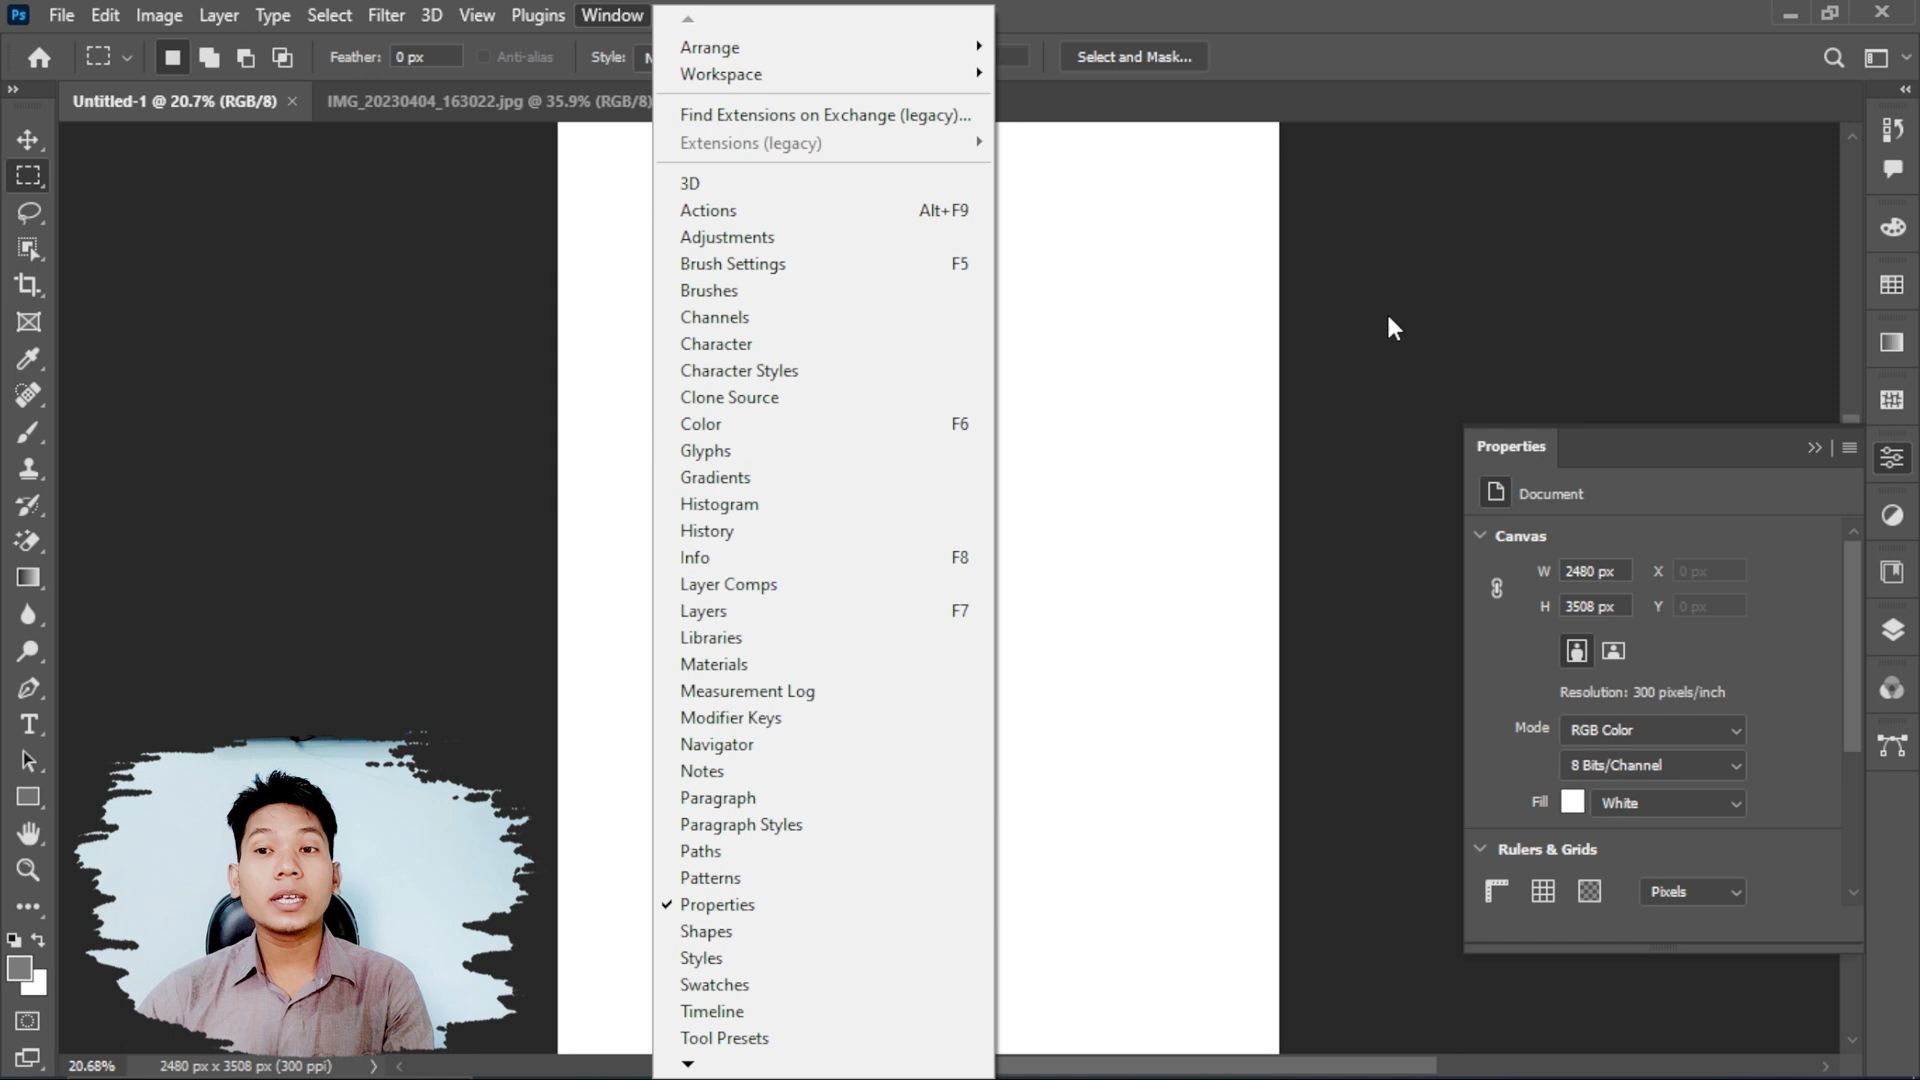 Ps File Edit Image Layer Type Select Filter 3D View Plugins Window
Feather: 0 px Anti-alias Style: Select and Mask...
Untitled-1 @ 20.7% (RGB/8) × IMG_20230404_163022.jpg @ 35.9% (RGB/8)
Arrange
Workspace
Find Extensions on Exchange (legacy)...
Extensions (legacy)
3D
Actions Alt+F9
Adjustments
Brush Settings F5
Brushes
Channels
Character
Character Styles
Clone Source
Color F6
Glyphs
Gradients
Histogram
History
Info F8
Layer Comps
Layers F7
Libraries
Materials
Measurement Log
Modifier Keys
Navigator
Notes
Paragraph
Paragraph Styles
Paths
Patterns
Properties
Shapes
Styles
Swatches
Timeline
Tool Presets
Properties
Document
Canvas
W 2480 px X 0 px
H 3508 px Y 0 px
Resolution: 300 pixels/inch
Mode RGB Color
8 Bits/Channel
Fill White
Rulers & Grids
Pixels
20.68% 2480 px x 3508 px (300 ppi)